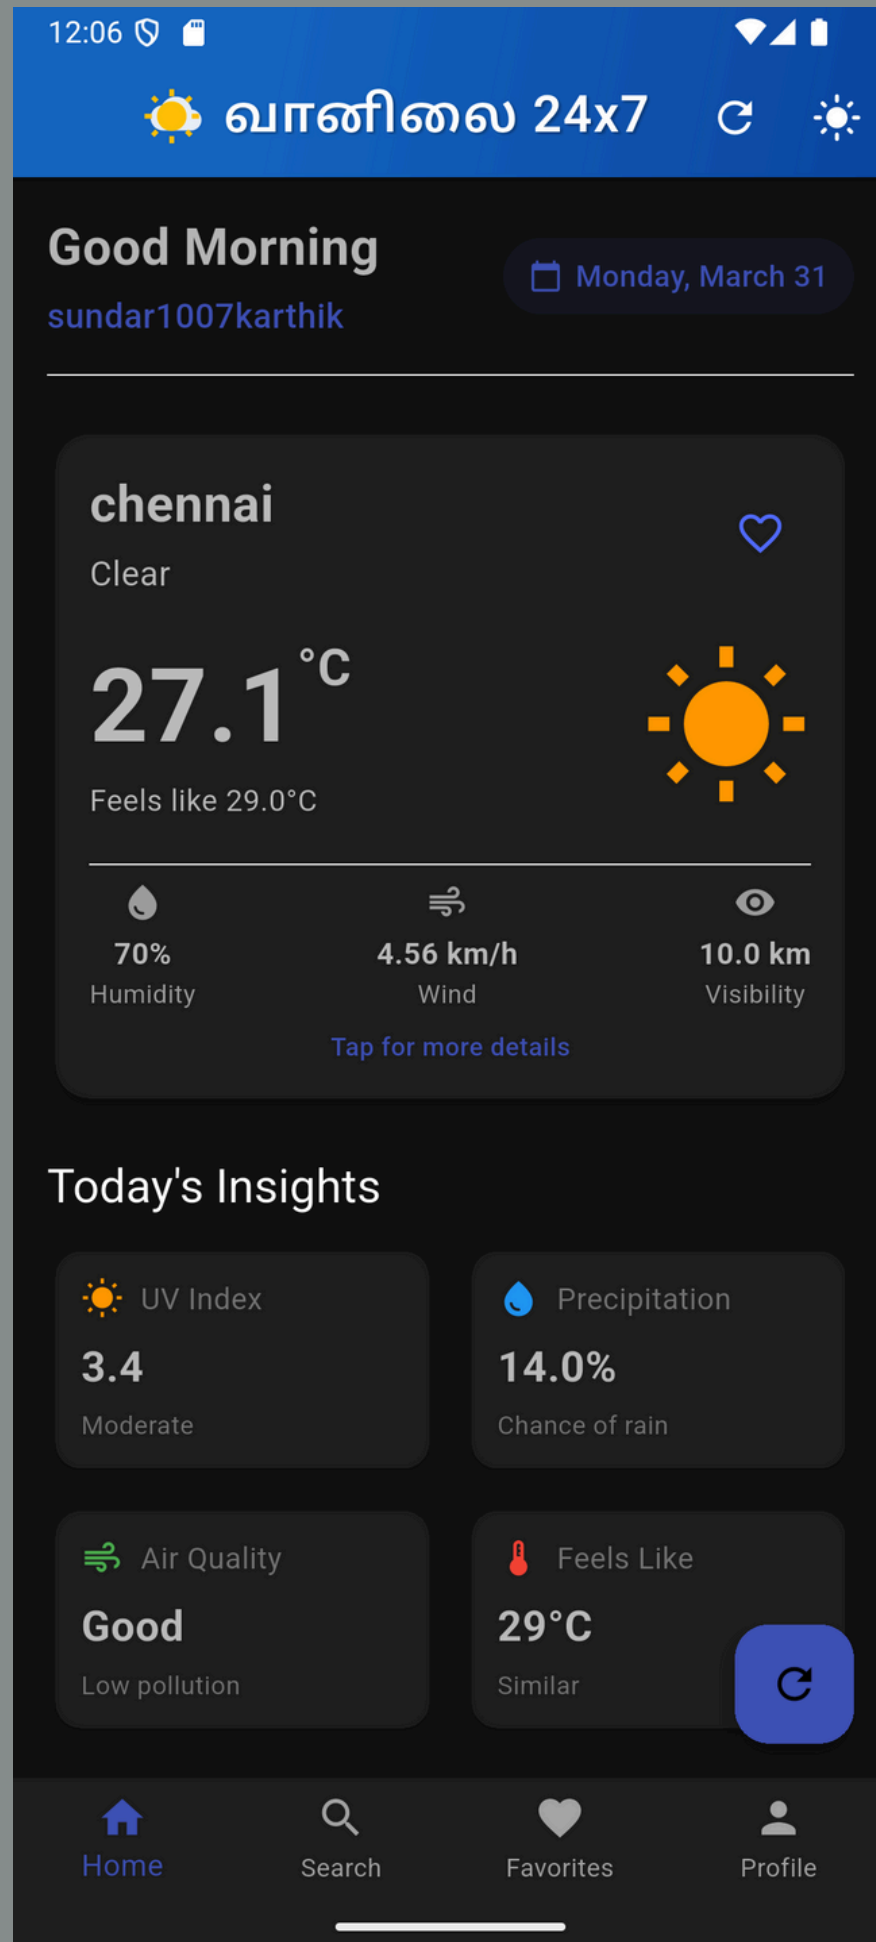 12:06
வானிலை 24x7
Good Morning
Monday, March 31
sundar1007karthik
chennai
Clear
27.1°C
Feels like 29.0°C
70% 4.56 km/h 10.0 km
Humidity Wind Visibility
Tap for more details
Today's Insights
UV Index
3.4
Moderate
Precipitation
14.0%
Chance of rain
Air Quality
Good
Low pollution
Feels Like
29°C
Similar
Home Search Favorites Profile